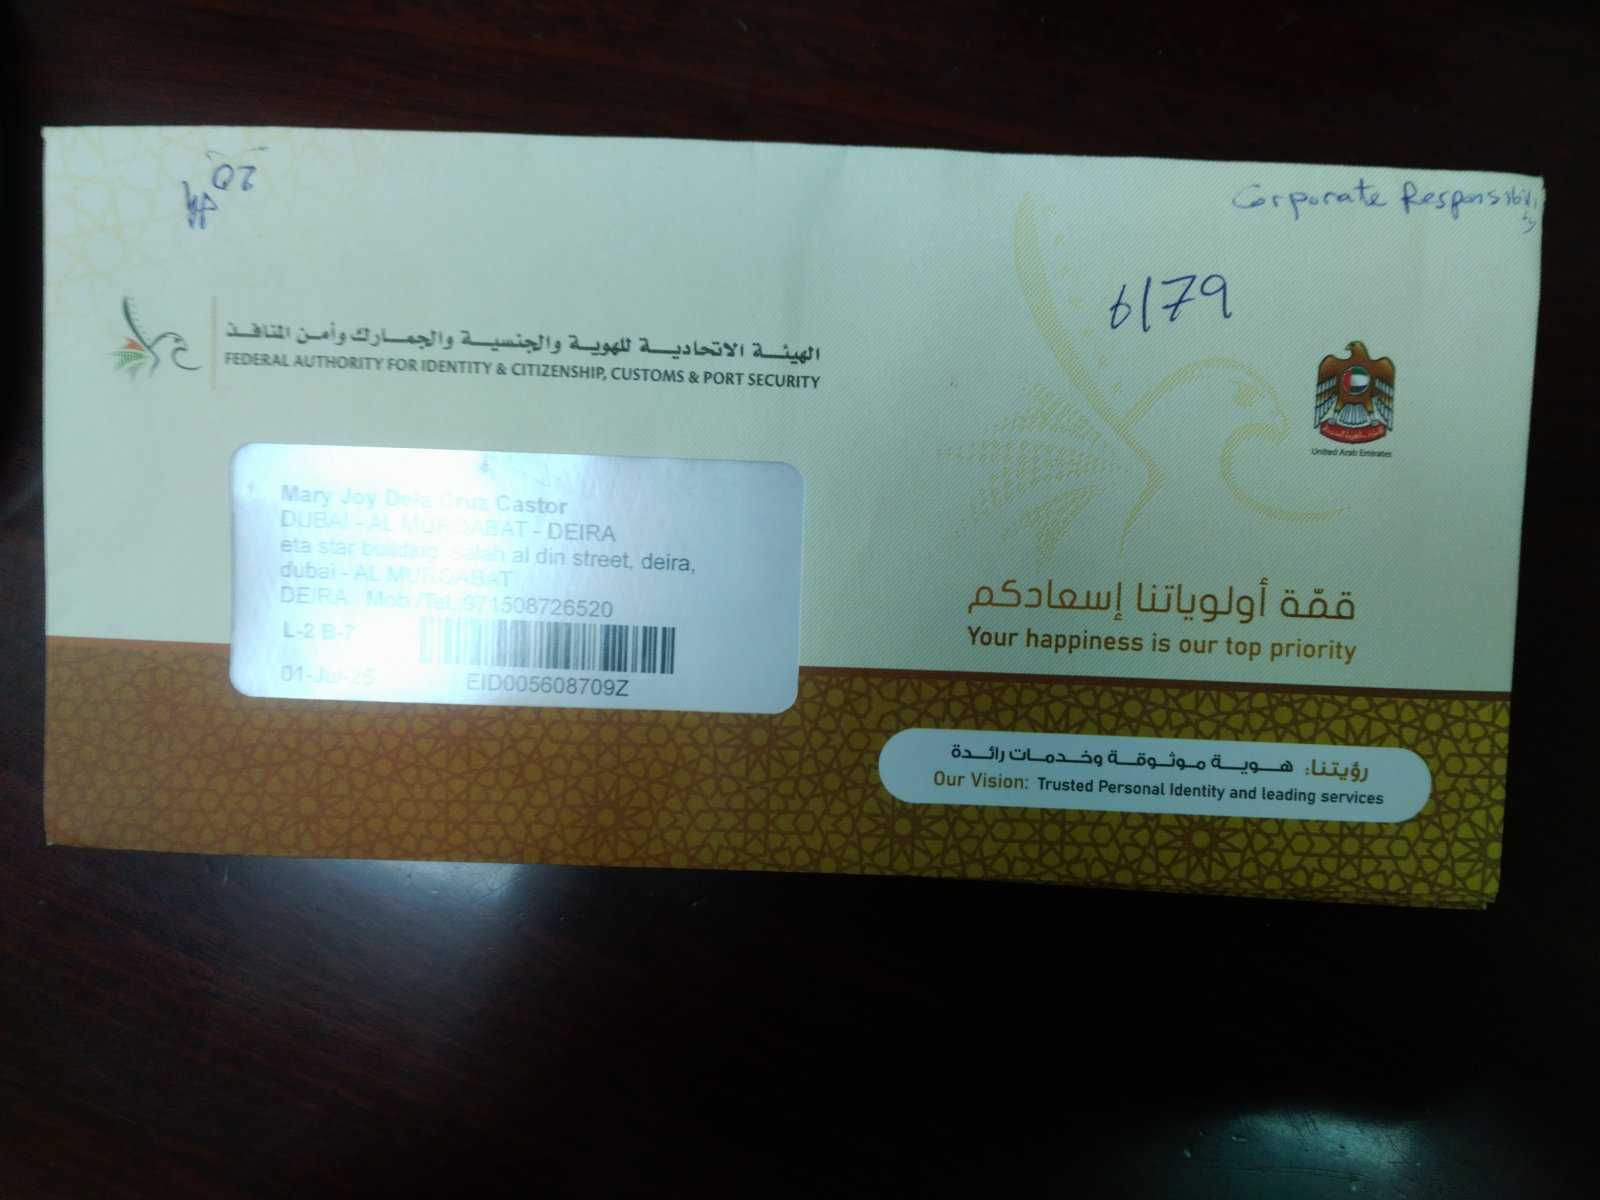 20
Corporate Responsibility
6179
الهيئة الاتحادية للهوية والجنسية والجمارك وأمن المنافذ
FEDERAL AUTHORITY FOR IDENTITY & CITIZENSHIP, CUSTOMS & PORT SECURITY
United Arab Emirates
Mary Joy Dela Cruz Castor
DUBAI - AL MURQABAT - DEIRA
eta star building, salah al din street, deira,
dubai - AL MURQABAT
DEIRA Mob./Tel:971508726520
L-2 B-7
01-Jul-25
EID005608709Z
قمّة أولوياتنا إسعادكم
Your happiness is our top priority
رؤيتنا: هوية موثوقة وخدمات رائدة
Our Vision: Trusted Personal Identity and leading services